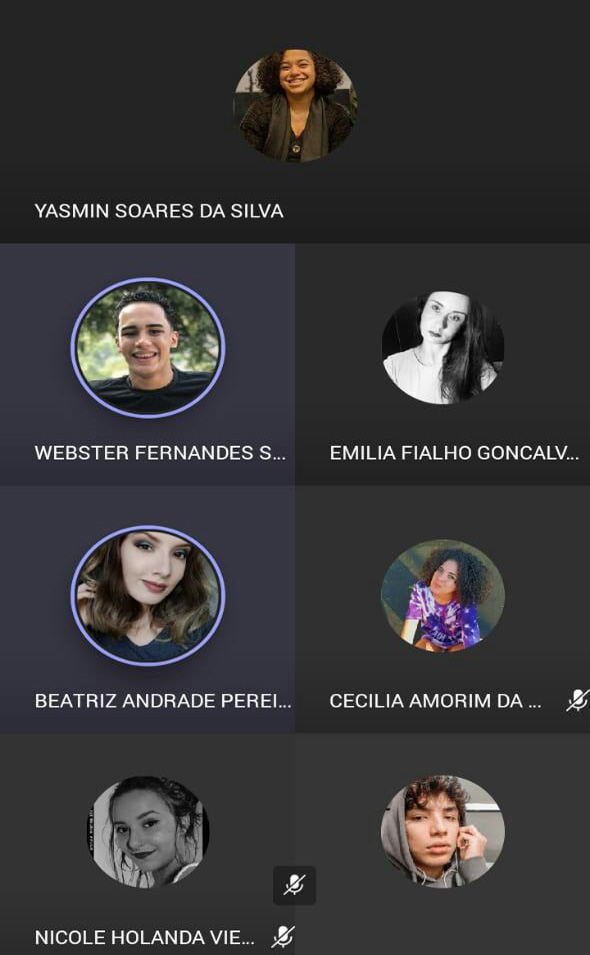 YASMIN SOARES DA SILVA
WEBSTER FERNANDES S...
EMILIA FIALHO GONCALV...
BEATRIZ ANDRADE PEREI...
CECILIA AMORIM DA ...
NICOLE HOLANDA VIE...